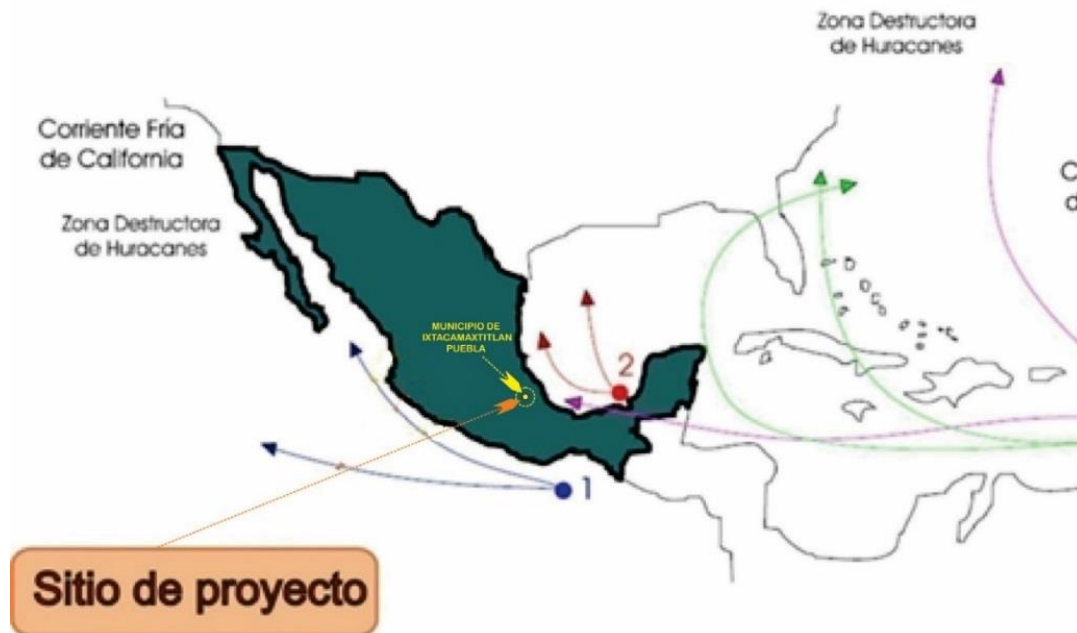 Zona Destructora
de Huracanes
Corriente Fría
de California
Zona Destructora
de Huracanes
MUNICIPIO DE
IXTACAMAXTITLAN
PUEBLA
2
1
Sitio de proyecto
C
d